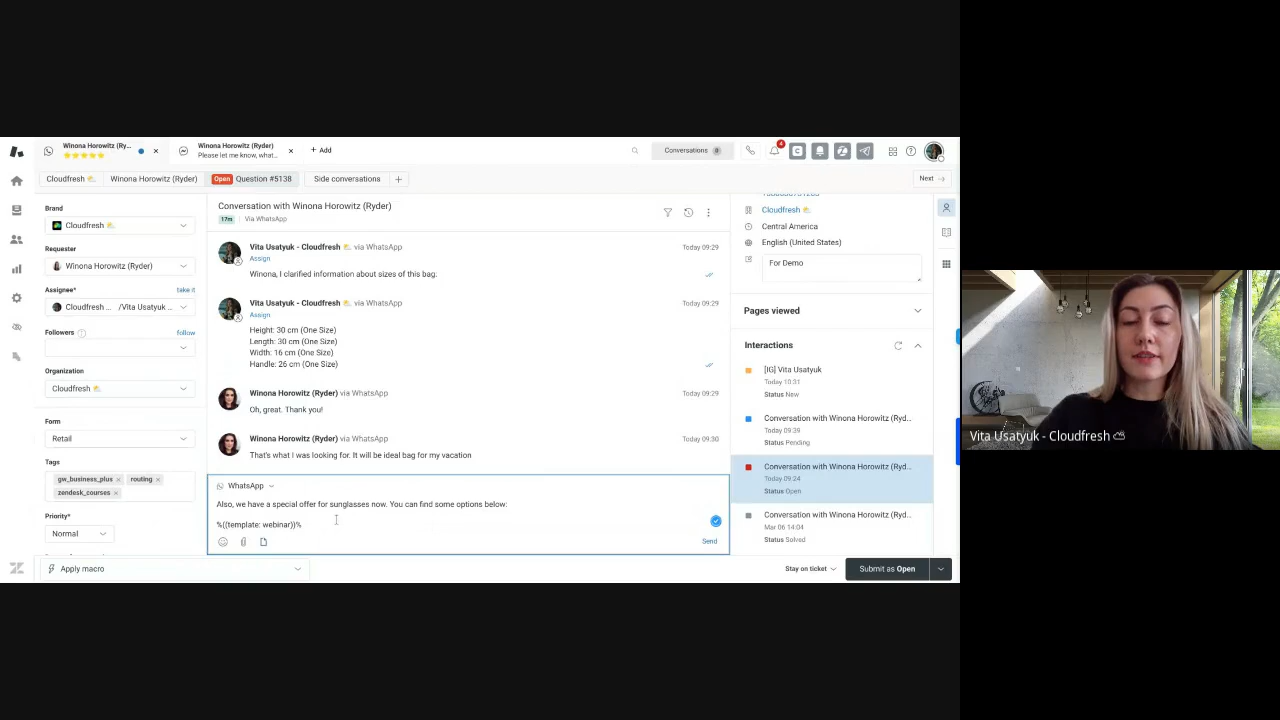 Winona Horowitz (Ry...
Winona Horowitz (Ryder)
Please let me know, what...
+ Add
Conversations 0
4
Cloudfresh
Winona Horowitz (Ryder)
Open Question #5138
Side conversations
+
Next
Brand
Cloudfresh
Requester
Winona Horowitz (Ryder)
Assignee*
take it
Cloudfresh ... /Vita Usatyuk ..
Followers
follow
Organization
Cloudfresh
Form
Retail
Tags
gw_business_plus ×
routing ×
zendesk_courses ×
Priority*
Normal
Apply macro
Conversation with Winona Horowitz (Ryder)
17m Via WhatsApp
Vita Usatyuk - Cloudfresh via WhatsApp
Today 09:29
Assign
Winona, I clarified information about sizes of this bag:
Vita Usatyuk - Cloudfresh via WhatsApp
Today 09:29
Assign
Height: 30 cm (One Size)
Length: 30 cm (One Size)
Width: 16 cm (One Size)
Handle: 26 cm (One Size)
Winona Horowitz (Ryder) via WhatsApp
Today 09:29
Oh, great. Thank you!
Winona Horowitz (Ryder) via WhatsApp
Today 09:30
That's what I was looking for. It will be ideal bag for my vacation
WhatsApp
Also, we have a special offer for sunglasses now. You can find some options below:
%((template: webinar))%
Send
Cloudfresh
Central America
English (United States)
For Demo
Pages viewed
Interactions
[IG] Vita Usatyuk
Today 10:31
Status New
Conversation with Winona Horowitz (Ryd...
Today 09:39
Status Pending
Conversation with Winona Horowitz (Ryd...
Today 09:24
Status Open
Conversation with Winona Horowitz (Ryd...
Mar 06 14:04
Status Solved
Stay on ticket
Submit as Open
Vita Usatyuk - Cloudfresh